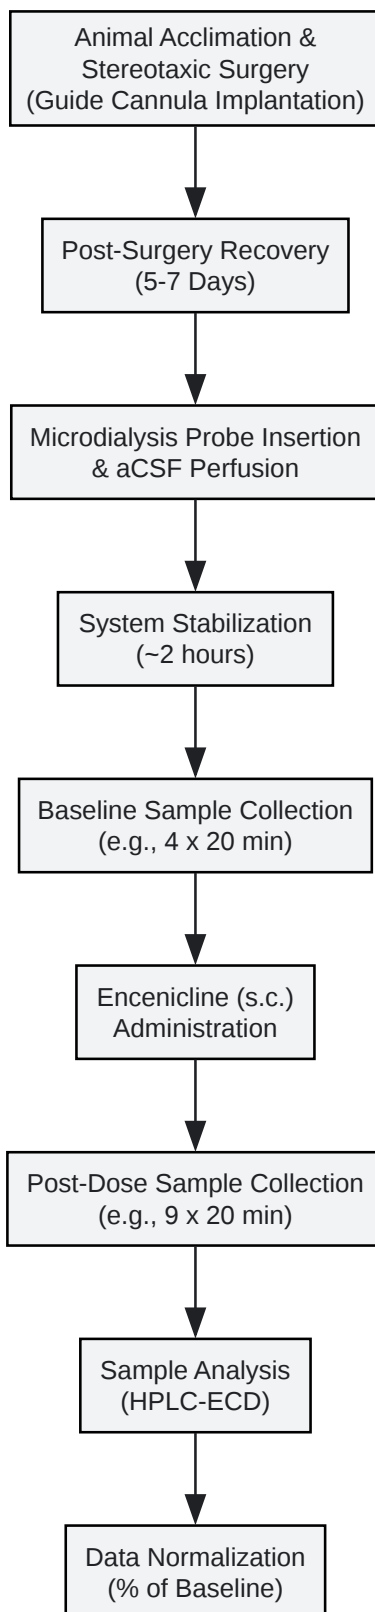 Animal Acclimation &
Stereotaxic Surgery
(Guide Cannula Implantation)
Post-Surgery Recovery
(5-7 Days)
Microdialysis Probe Insertion
& aCSF Perfusion
System Stabilization
(~2 hours)
Baseline Sample Collection
(e.g., 4 x 20 min)
Encenicline (s.c.)
Administration
Post-Dose Sample Collection
(e.g., 9 x 20 min)
Sample Analysis
(HPLC-ECD)
Data Normalization
(% of Baseline)